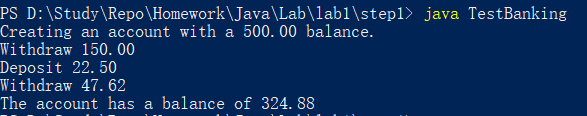 PS D:\Study\Repo\Homework\Java\Lab\lab1\step1> java TestBanking
Creating an account with a 500.00 balance.
Withdraw 150.00
Deposit 22.50
Withdraw 47.62
The account has a balance of 324.88